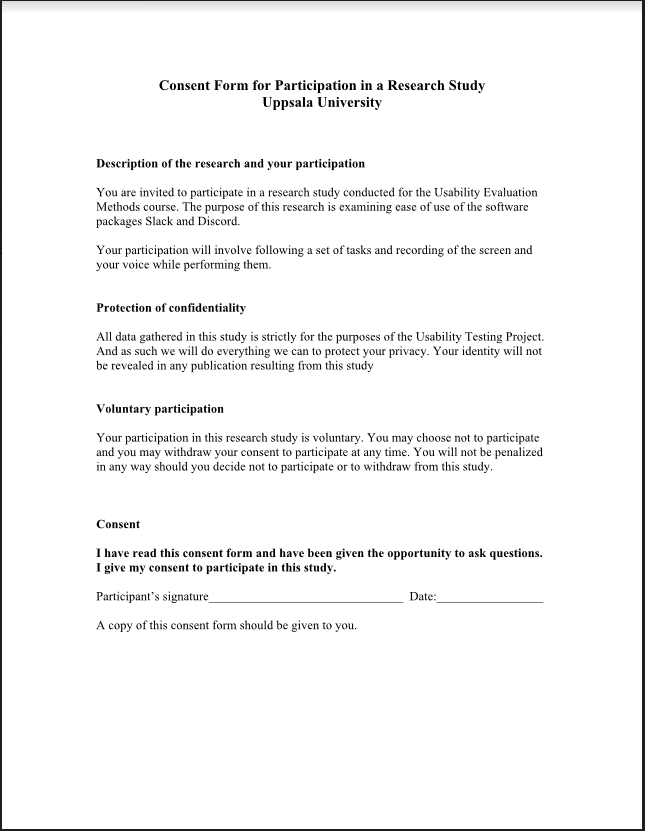 Consent Form for Participation in a Research Study
Uppsala University
Description of the research and your participation
You are invited to participate in a research study conducted for the Usability Evaluation
Methods course. The purpose of this research is examining ease of use of the software
packages Slack and Discord.
Your participation will involve following a set of tasks and recording of the screen and
your voice while performing them.
Protection of confidentiality
All data gathered in this study is strictly for the purposes of the Usability Testing Project.
And as such we will do everything we can to protect your privacy. Your identity will not
be revealed in any publication resulting from this study
Voluntary participation
Your participation in this research study is voluntary. You may choose not to participate
and you may withdraw your consent to participate at any time. You will not be penalized
in any way should you decide not to participate or to withdraw from this study.
Consent
I have read this consent form and have been given the opportunity to ask questions.
I give my consent to participate in this study.
Participant’s signature________________________________ Date:__________________
A copy of this consent form should be given to you.